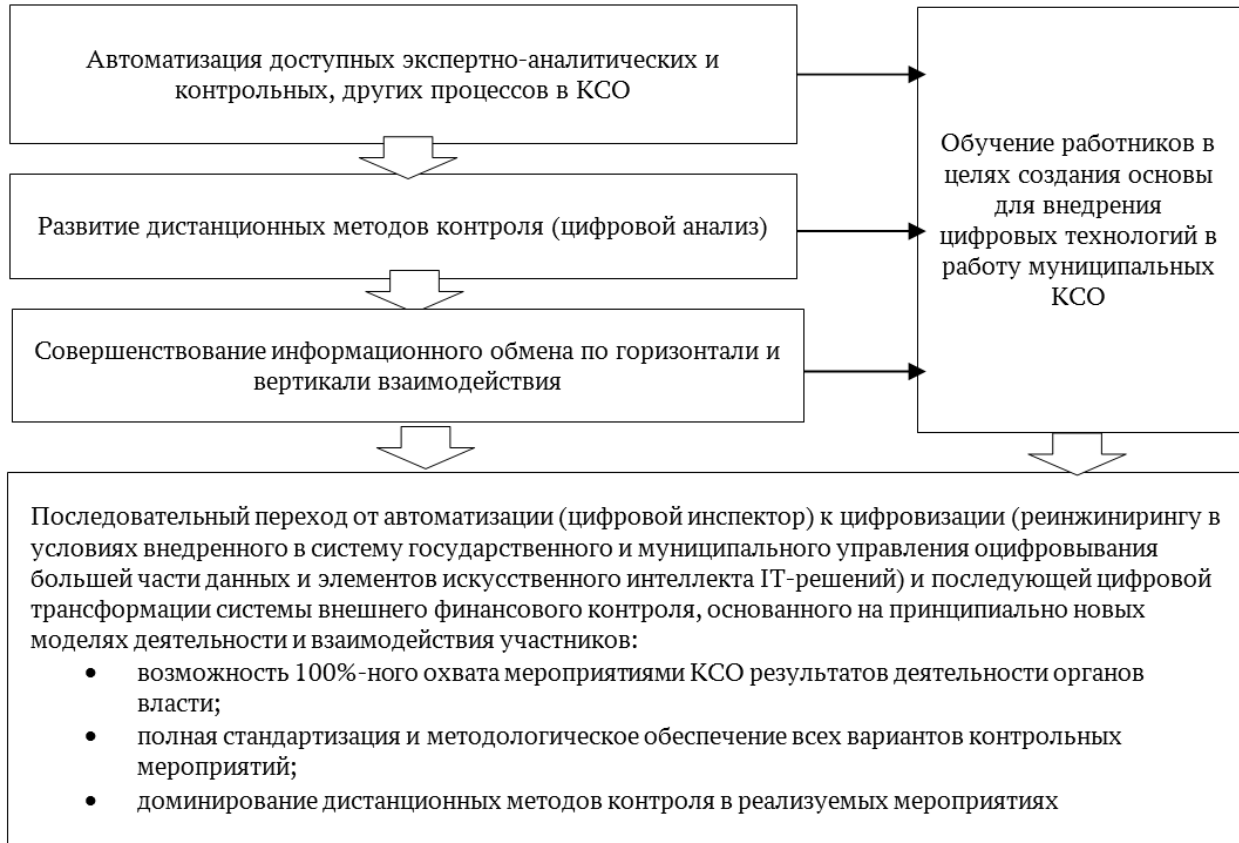 Автоматизация доступных экспертно-аналитических и
контрольных, других процессов в КСО
Развитие дистанционных методов контроля (цифровой анализ)
Совершенствование информационного обмена по горизонтали и
вертикали взаимодействия
Обучение работников в
целях создания основы
для внедрения
цифровых технологий в
работу муниципальных
КСО
Последовательный переход от автоматизации (цифровой инспектор) к цифровизации (реинжинирингу в
условиях внедренного в систему государственного и муниципального управления оцифровывания
большей части данных и элементов искусственного интеллекта IT-решений) и последующей цифровой
трансформации системы внешнего финансового контроля, основанного на принципиально новых
моделях деятельности и взаимодействия участников:
• возможность 100%-ного охвата мероприятиями КСО результатов деятельности органов
власти;
• полная стандартизация и методологическое обеспечение всех вариантов контрольных
мероприятий;
• доминирование дистанционных методов контроля в реализуемых мероприятиях